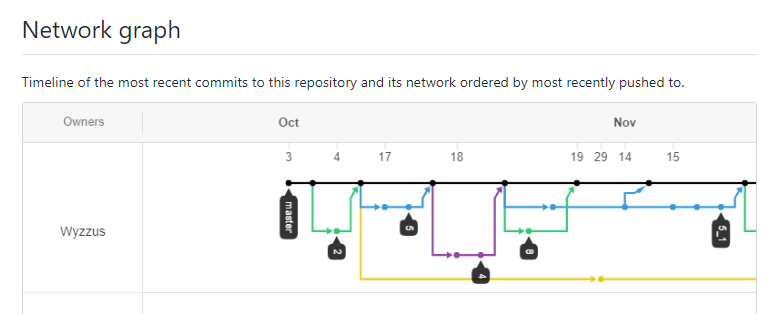 Network graph
Timeline of the most recent commits to this repository and its network ordered by most recently pushed to.
Owners Oct Nov
3 4 17 18 19 29 14 15
Wyzzus
master
2
5
4
8
5_1